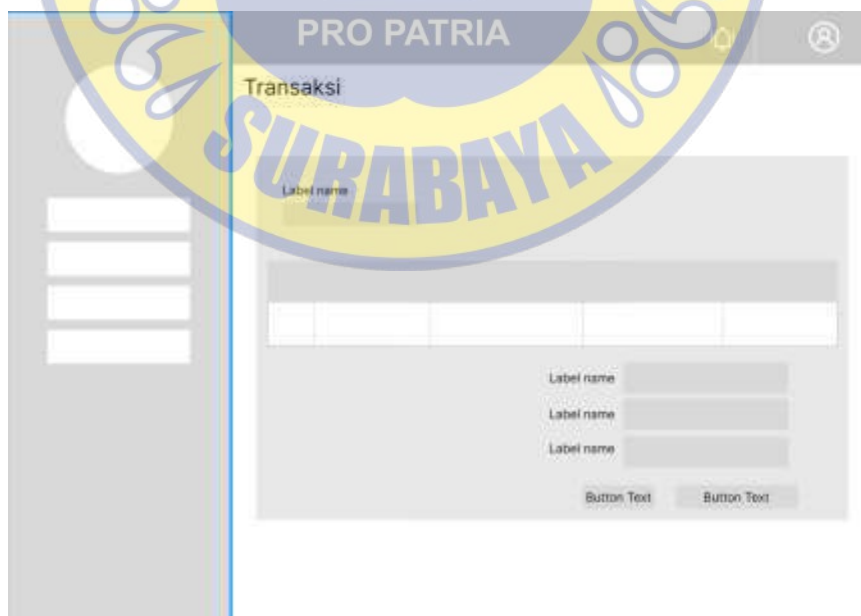 PRO PATRIA
Transaksi
SURABAYA
Label name
Label name
Label name
Label name
Button Text Button Text